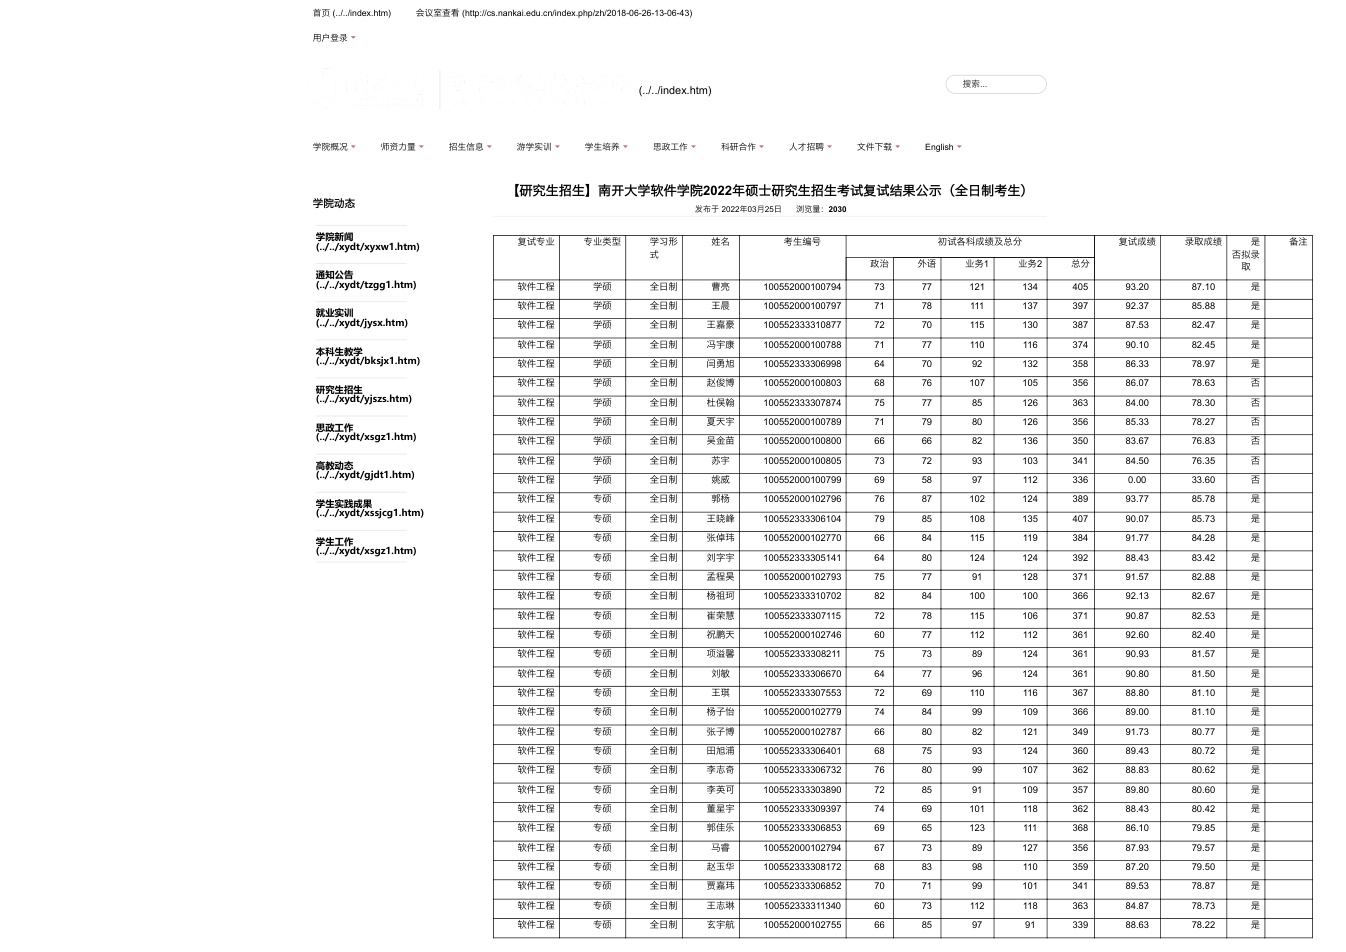 首页 (../../index.htm) 会议室查看 (http://cs.nankai.edu.cn/index.php/zh/2018-06-26-13-06-43)
用户登录
(../../index.htm)
搜索...
学院概况 师资力量 招生信息 游学实训 学生培养 思政工作 科研合作 人才招聘 文件下载 English
学院动态
学院新闻
(../../xydt/xyxw1.htm)
通知公告
(../../xydt/tzgg1.htm)
就业实训
(../../xydt/jysx.htm)
本科生教学
(../../xydt/bksjx1.htm)
研究生招生
(../../xydt/yjszs.htm)
思政工作
(../../xydt/xsgz1.htm)
高教动态
(../../xydt/gjdt1.htm)
学生实践成果
(../../xydt/xssjcg1.htm)
学生工作
(../../xydt/xsgz1.htm)
【研究生招生】南开大学软件学院2022年硕士研究生招生考试复试结果公示（全日制考生）
发布于 2022年03月25日 浏览量：2030
复试专业 专业类型 学习形式 姓名 考生编号 初试各科成绩及总分 复试成绩 录取成绩 是否拟录取 备注
政治 外语 业务1 业务2 总分
软件工程 学硕 全日制 曹亮 100552000100794 73 77 121 134 405 93.20 87.10 是
软件工程 学硕 全日制 王晨 100552000100797 71 78 111 137 397 92.37 85.88 是
软件工程 学硕 全日制 王嘉豪 100552333310877 72 70 115 130 387 87.53 82.47 是
软件工程 学硕 全日制 冯宇康 100552000100788 71 77 110 116 374 90.10 82.45 是
软件工程 学硕 全日制 闫勇旭 100552333306998 64 70 92 132 358 86.33 78.97 是
软件工程 学硕 全日制 赵俊博 100552000100803 68 76 107 105 356 86.07 78.63 否
软件工程 学硕 全日制 杜俣翰 100552333307874 75 77 85 126 363 84.00 78.30 否
软件工程 学硕 全日制 夏天宇 100552000100789 71 79 80 126 356 85.33 78.27 否
软件工程 学硕 全日制 吴金苗 100552000100800 66 66 82 136 350 83.67 76.83 否
软件工程 学硕 全日制 苏宇 100552000100805 73 72 93 103 341 84.50 76.35 否
软件工程 学硕 全日制 姚威 100552000100799 69 58 97 112 336 0.00 33.60 否
软件工程 专硕 全日制 郭杨 100552000102796 76 87 102 124 389 93.77 85.78 是
软件工程 专硕 全日制 王晓峰 100552333306104 79 85 108 135 407 90.07 85.73 是
软件工程 专硕 全日制 张倬玮 100552000102770 66 84 115 119 384 91.77 84.28 是
软件工程 专硕 全日制 刘字宇 100552333305141 64 80 124 124 392 88.43 83.42 是
软件工程 专硕 全日制 孟程昊 100552000102793 75 77 91 128 371 91.57 82.88 是
软件工程 专硕 全日制 杨祖珂 100552333310702 82 84 100 100 366 92.13 82.67 是
软件工程 专硕 全日制 崔荣慧 100552333307115 72 78 115 106 371 90.87 82.53 是
软件工程 专硕 全日制 祝鹏天 100552000102746 60 77 112 112 361 92.60 82.40 是
软件工程 专硕 全日制 项溢馨 100552333308211 75 73 89 124 361 90.93 81.57 是
软件工程 专硕 全日制 刘敏 100552333306670 64 77 96 124 361 90.80 81.50 是
软件工程 专硕 全日制 王琪 100552333307553 72 69 110 116 367 88.80 81.10 是
软件工程 专硕 全日制 杨子怡 100552000102779 74 84 99 109 366 89.00 81.10 是
软件工程 专硕 全日制 张子博 100552000102787 66 80 82 121 349 91.73 80.77 是
软件工程 专硕 全日制 田旭浦 100552333306401 68 75 93 124 360 89.43 80.72 是
软件工程 专硕 全日制 李志奇 100552333306732 76 80 99 107 362 88.83 80.62 是
软件工程 专硕 全日制 李英可 100552333303890 72 85 91 109 357 89.80 80.60 是
软件工程 专硕 全日制 董星宇 100552333309397 74 69 101 118 362 88.43 80.42 是
软件工程 专硕 全日制 郭佳乐 100552333306853 69 65 123 111 368 86.10 79.85 是
软件工程 专硕 全日制 马睿 100552000102794 67 73 89 127 356 87.93 79.57 是
软件工程 专硕 全日制 赵玉华 100552333308172 68 83 98 110 359 87.20 79.50 是
软件工程 专硕 全日制 贾嘉玮 100552333306852 70 71 99 101 341 89.53 78.87 是
软件工程 专硕 全日制 王志琳 100552333311340 60 73 112 118 363 84.87 78.73 是
软件工程 专硕 全日制 玄宇航 100552000102755 66 85 97 91 339 88.63 78.22 是